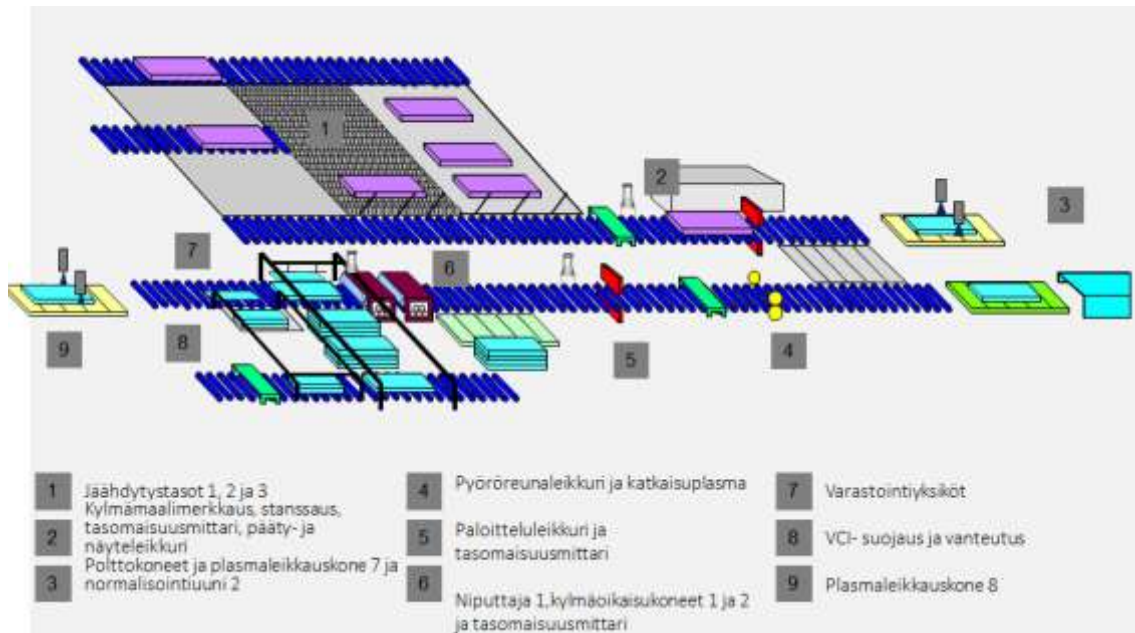 1
2
3
7
6
8
9
5
4
1 Jäähdytystasot 1, 2 ja 3
Kylmämaalimerkkaus, stanssaus,
2 tasomaisuusmittari, pääty- ja
näyteleikkuri
3 Polttokoneet ja plasmaleikkauskone 7 ja
normalisointiuuni 2
4 Pyöröreunaleikkuri ja katkaisuplasma
5 Paloitteluleikkuri ja
tasomaisuusmittari
6 Niputtaja 1,kylmäoikaisukoneet 1 ja 2
ja tasomaisuusmittari
7 Varastointiyksiköt
8 VCI- suojaus ja vanteutus
9 Plasmaleikkauskone 8